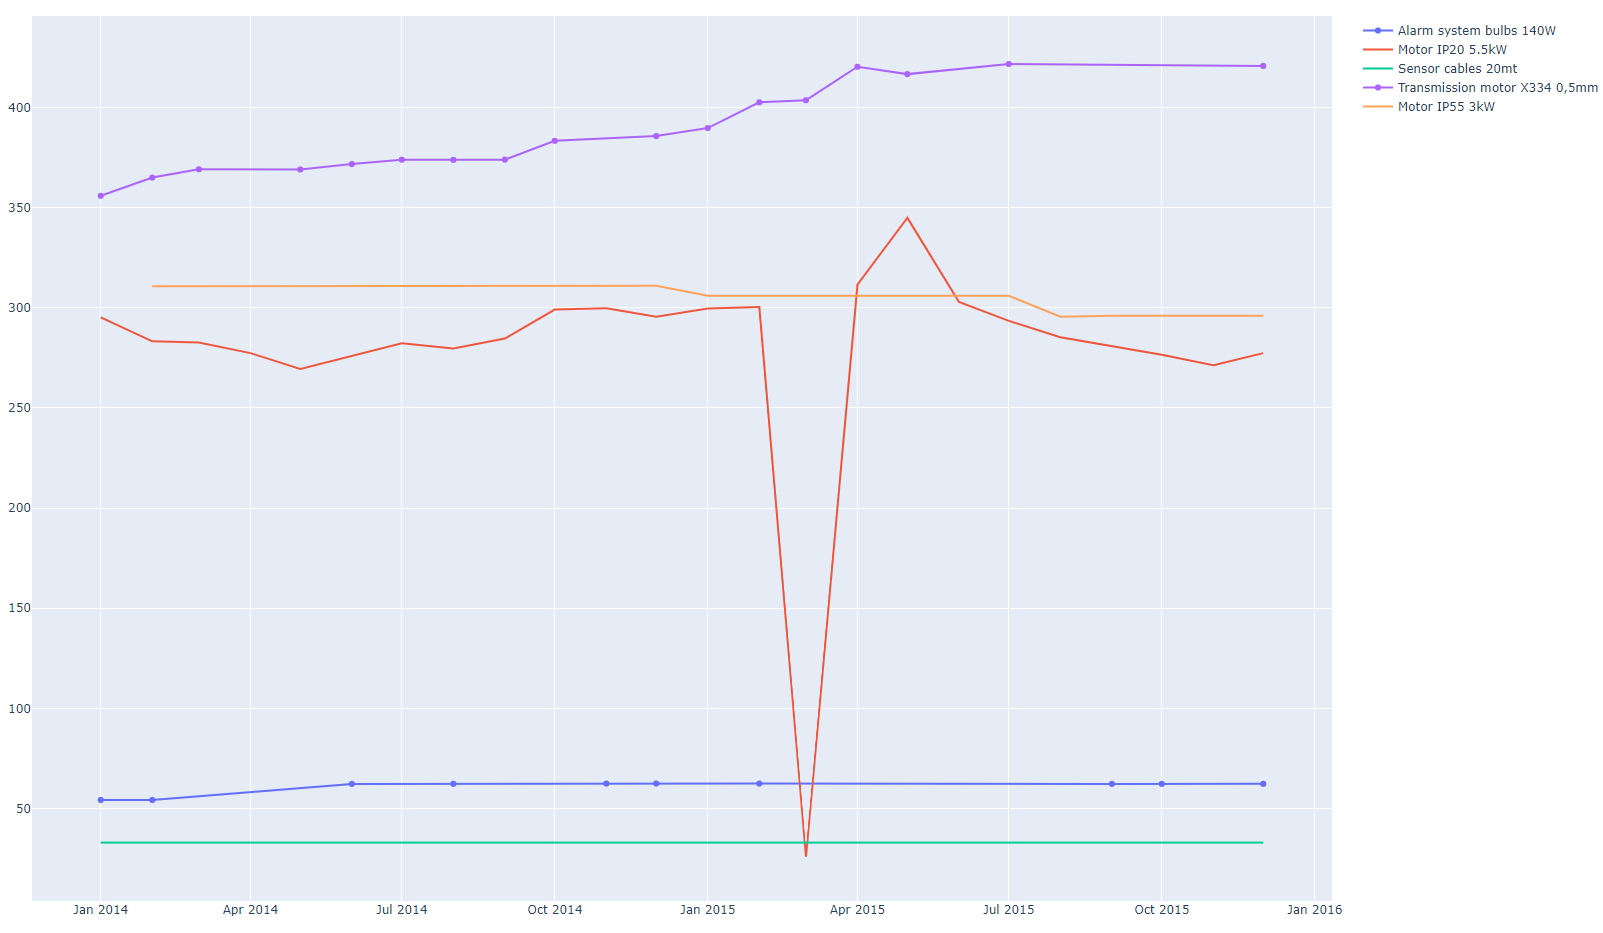 Alarm system bulbs 140W
Motor IP20 5.5kW
Sensor cables 20mt
Transmission motor X334 0,5mm
Motor IP55 3kW
400
350
300
250
200
150
100
50
Jan 2014
Apr 2014
Jul 2014
Oct 2014
Jan 2015
Apr 2015
Jul 2015
Oct 2015
Jan 2016